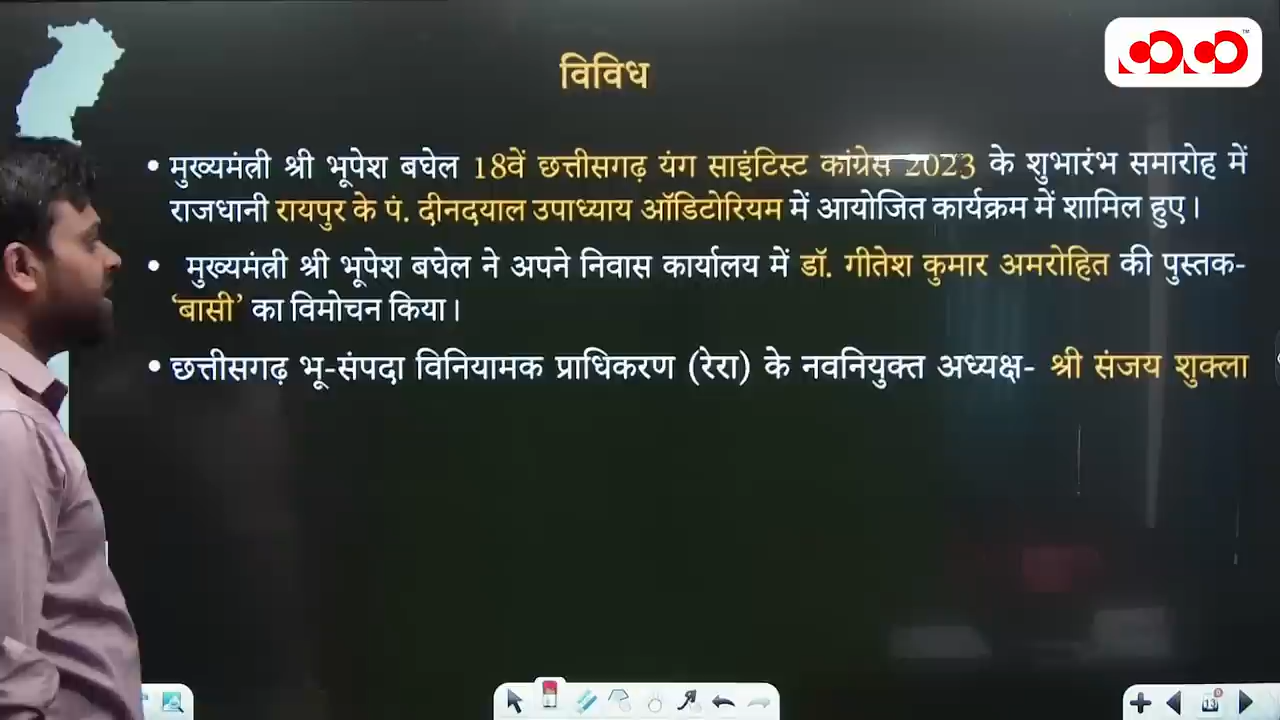 विविध
• मुख्यमंत्री श्री भूपेश बघेल 18वें छत्तीसगढ़ यंग साइंटिस्ट कांग्रेस 2023 के शुभारंभ समारोह में
राजधानी रायपुर के पं. दीनदयाल उपाध्याय ऑडिटोरियम में आयोजित कार्यक्रम में शामिल हुए।
• मुख्यमंत्री श्री भूपेश बघेल ने अपने निवास कार्यालय में डॉ. गीतेश कुमार अमरोहित की पुस्तक-
‘बासी’ का विमोचन किया।
• छत्तीसगढ़ भू-संपदा विनियामक प्राधिकरण (रेरा) के नवनियुक्त अध्यक्ष- श्री संजय शुक्ला
13